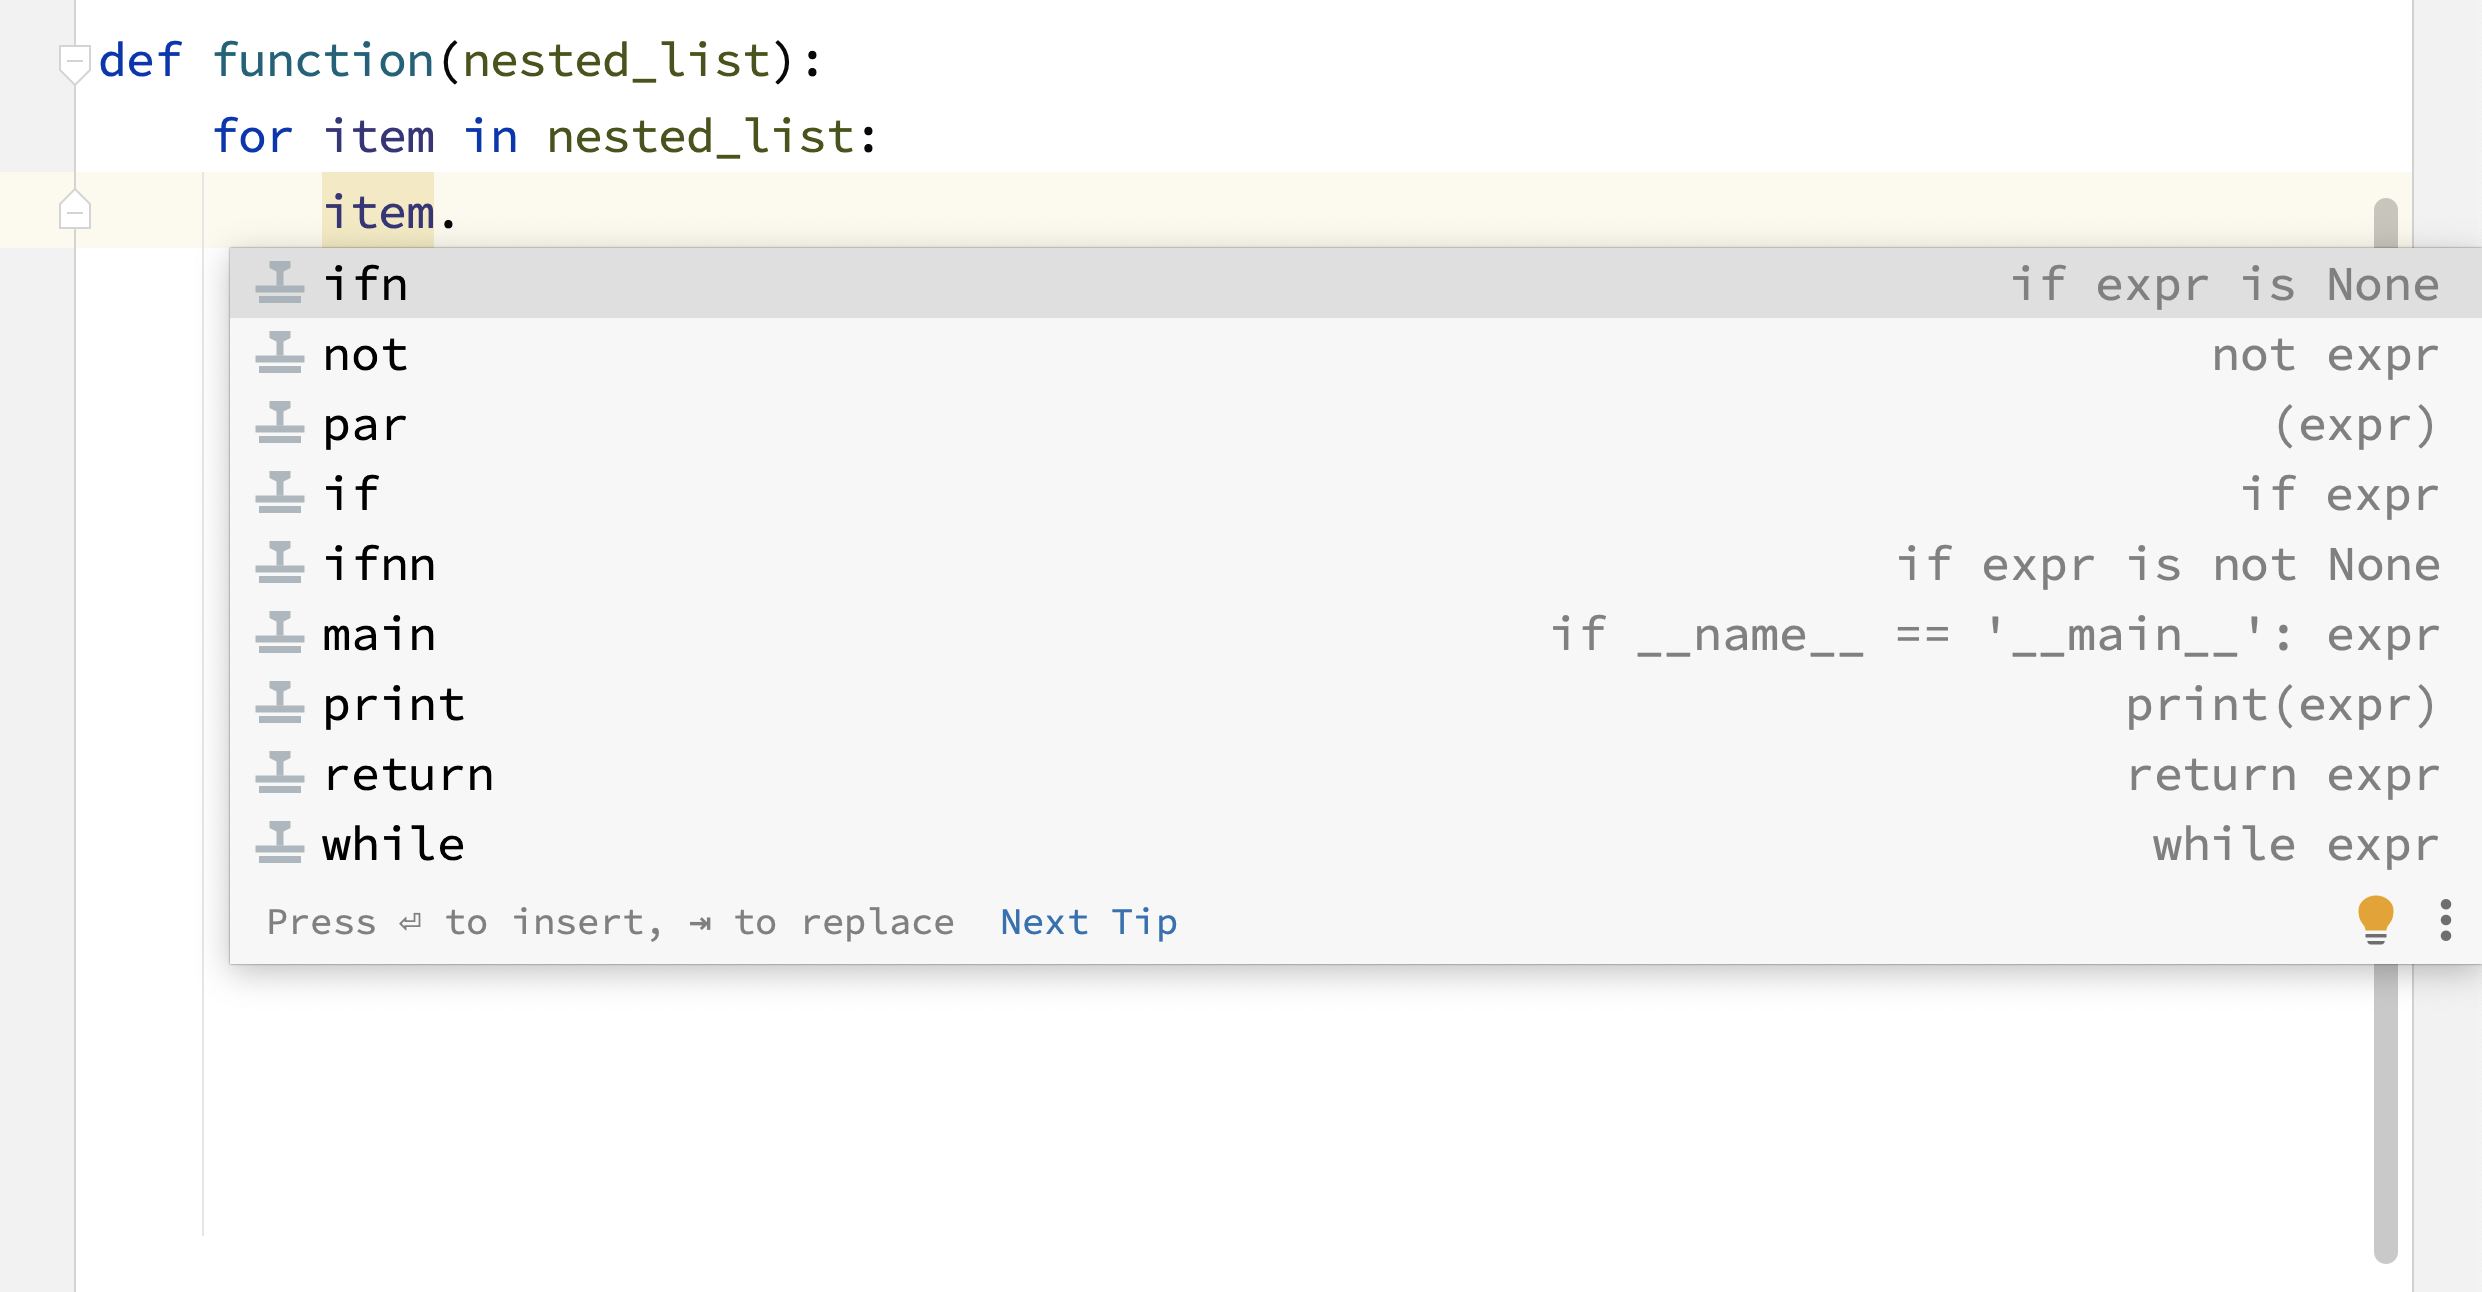 def function(nested_list):
for item in nested_list:
item.
ifn if expr is None
not not expr
par (expr)
if if expr
ifnn if expr is not None
main if __name__ == '__main__': expr
print print(expr)
return return expr
while while expr
Press ⏎ to insert, ⇥ to replace Next Tip